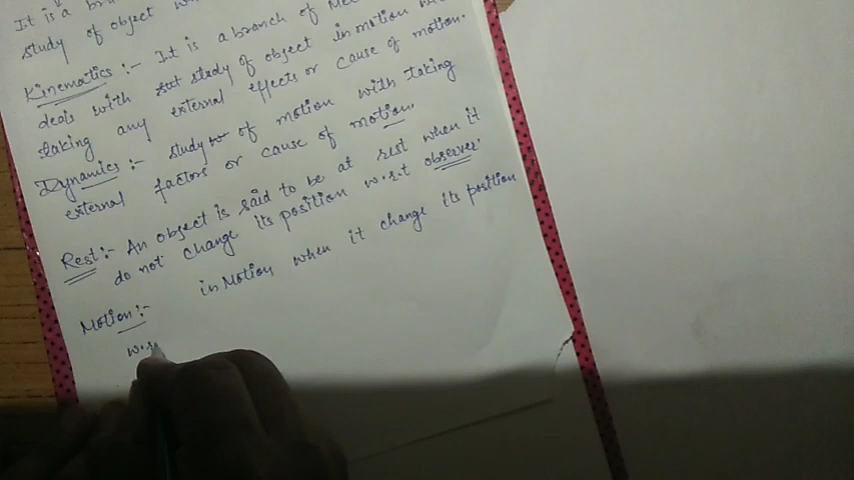 It is a
study of object
Kinematics :- It is a branch of
deals with study of object in motion
taking any external effects or cause of motion.
Dynamics :- study of motion with taking
external factors or cause of motion.
Rest :- An object is said to be at rest when it
do not change its position w.r.t observer.
Motion :- in Motion when it change its position
w.r